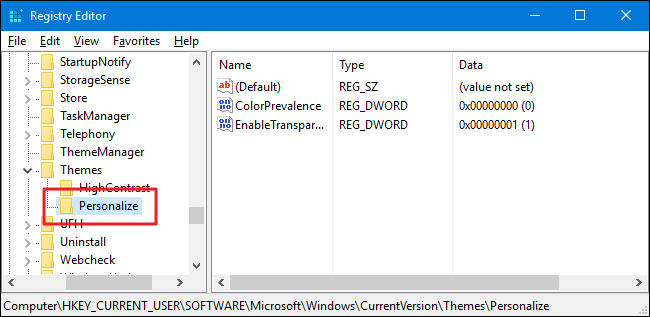 Registry Editor
File Edit View Favorites Help
StartupNotify
StorageSense
Store
TaskManager
Telephony
ThemeManager
Themes
HighContrast
Personalize
UFH
Uninstall
Webcheck
Name Type Data
(Default) REG_SZ (value not set)
ColorPrevalence REG_DWORD 0x00000000 (0)
EnableTranspar... REG_DWORD 0x00000001 (1)
Computer\HKEY_CURRENT_USER\SOFTWARE\Microsoft\Windows\CurrentVersion\Themes\Personalize